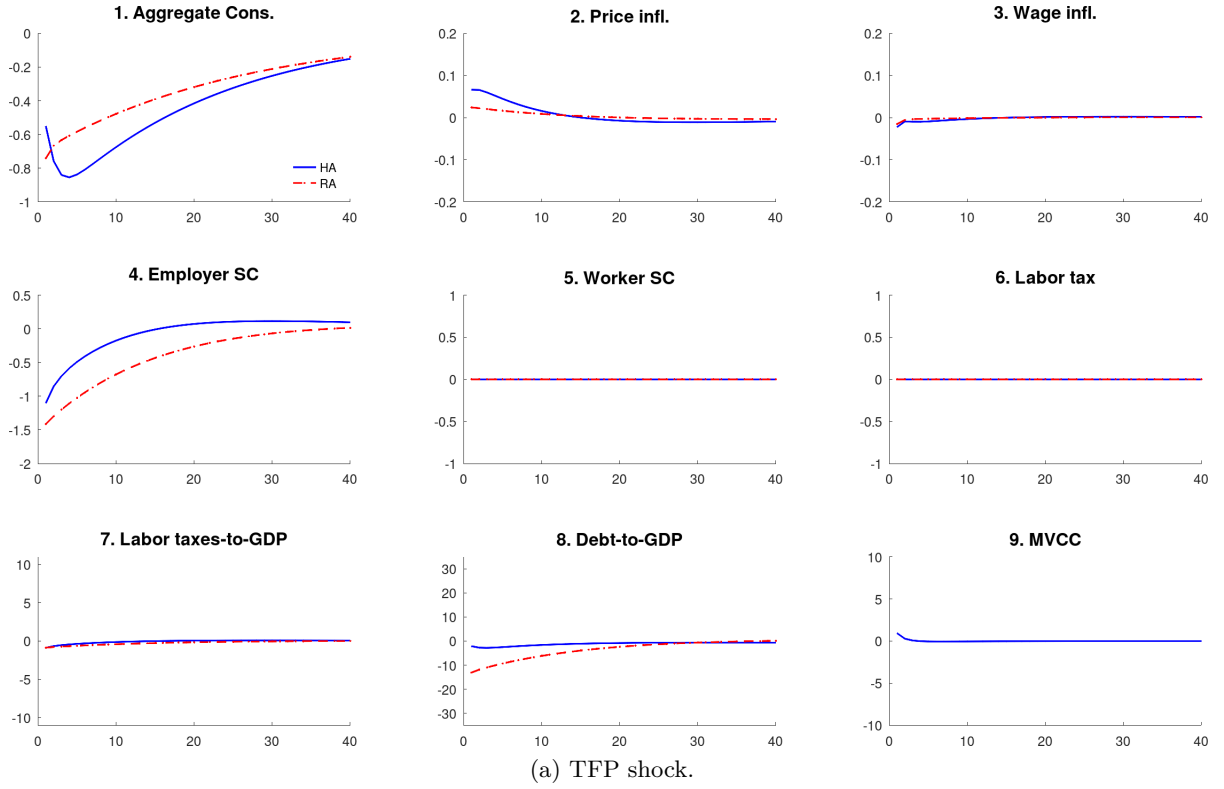 1. Aggregate Cons.
0
-0.2
-0.4
-0.6
-0.8
-1
0 10 20 30 40
HA
RA
2. Price infl.
0.2
0.1
0
-0.1
-0.2
0 10 20 30 40
3. Wage infl.
0.2
0.1
0
-0.1
-0.2
0 10 20 30 40
4. Employer SC
0.5
0
-0.5
-1
-1.5
-2
0 10 20 30 40
5. Worker SC
1
0.5
0
-0.5
-1
0 10 20 30 40
6. Labor tax
1
0.5
0
-0.5
-1
0 10 20 30 40
7. Labor taxes-to-GDP
10
5
0
-5
-10
0 10 20 30 40
8. Debt-to-GDP
30
20
10
0
-10
-20
-30
0 10 20 30 40
9. MVCC
10
5
0
-5
-10
0 10 20 30 40
(a) TFP shock.